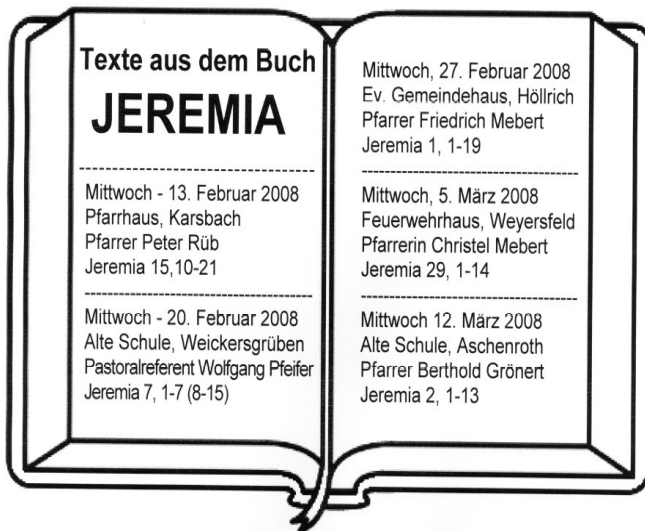 Texte aus dem Buch
JEREMIA
Mittwoch - 13. Februar 2008
Pfarrhaus, Karsbach
Pfarrer Peter Rüb
Jeremia 15,10-21
Mittwoch - 20. Februar 2008
Alte Schule, Weickersgrüben
Pastoralreferent Wolfgang Pfeifer
Jeremia 7, 1-7 (8-15)
Mittwoch, 27. Februar 2008
Ev. Gemeindehaus, Höllrich
Pfarrer Friedrich Mebert
Jeremia 1, 1-19
Mittwoch, 5. März 2008
Feuerwehrhaus, Weyersfeld
Pfarrerin Christel Mebert
Jeremia 29, 1-14
Mittwoch 12. März 2008
Alte Schule, Aschenroth
Pfarrer Berthold Grönert
Jeremia 2, 1-13